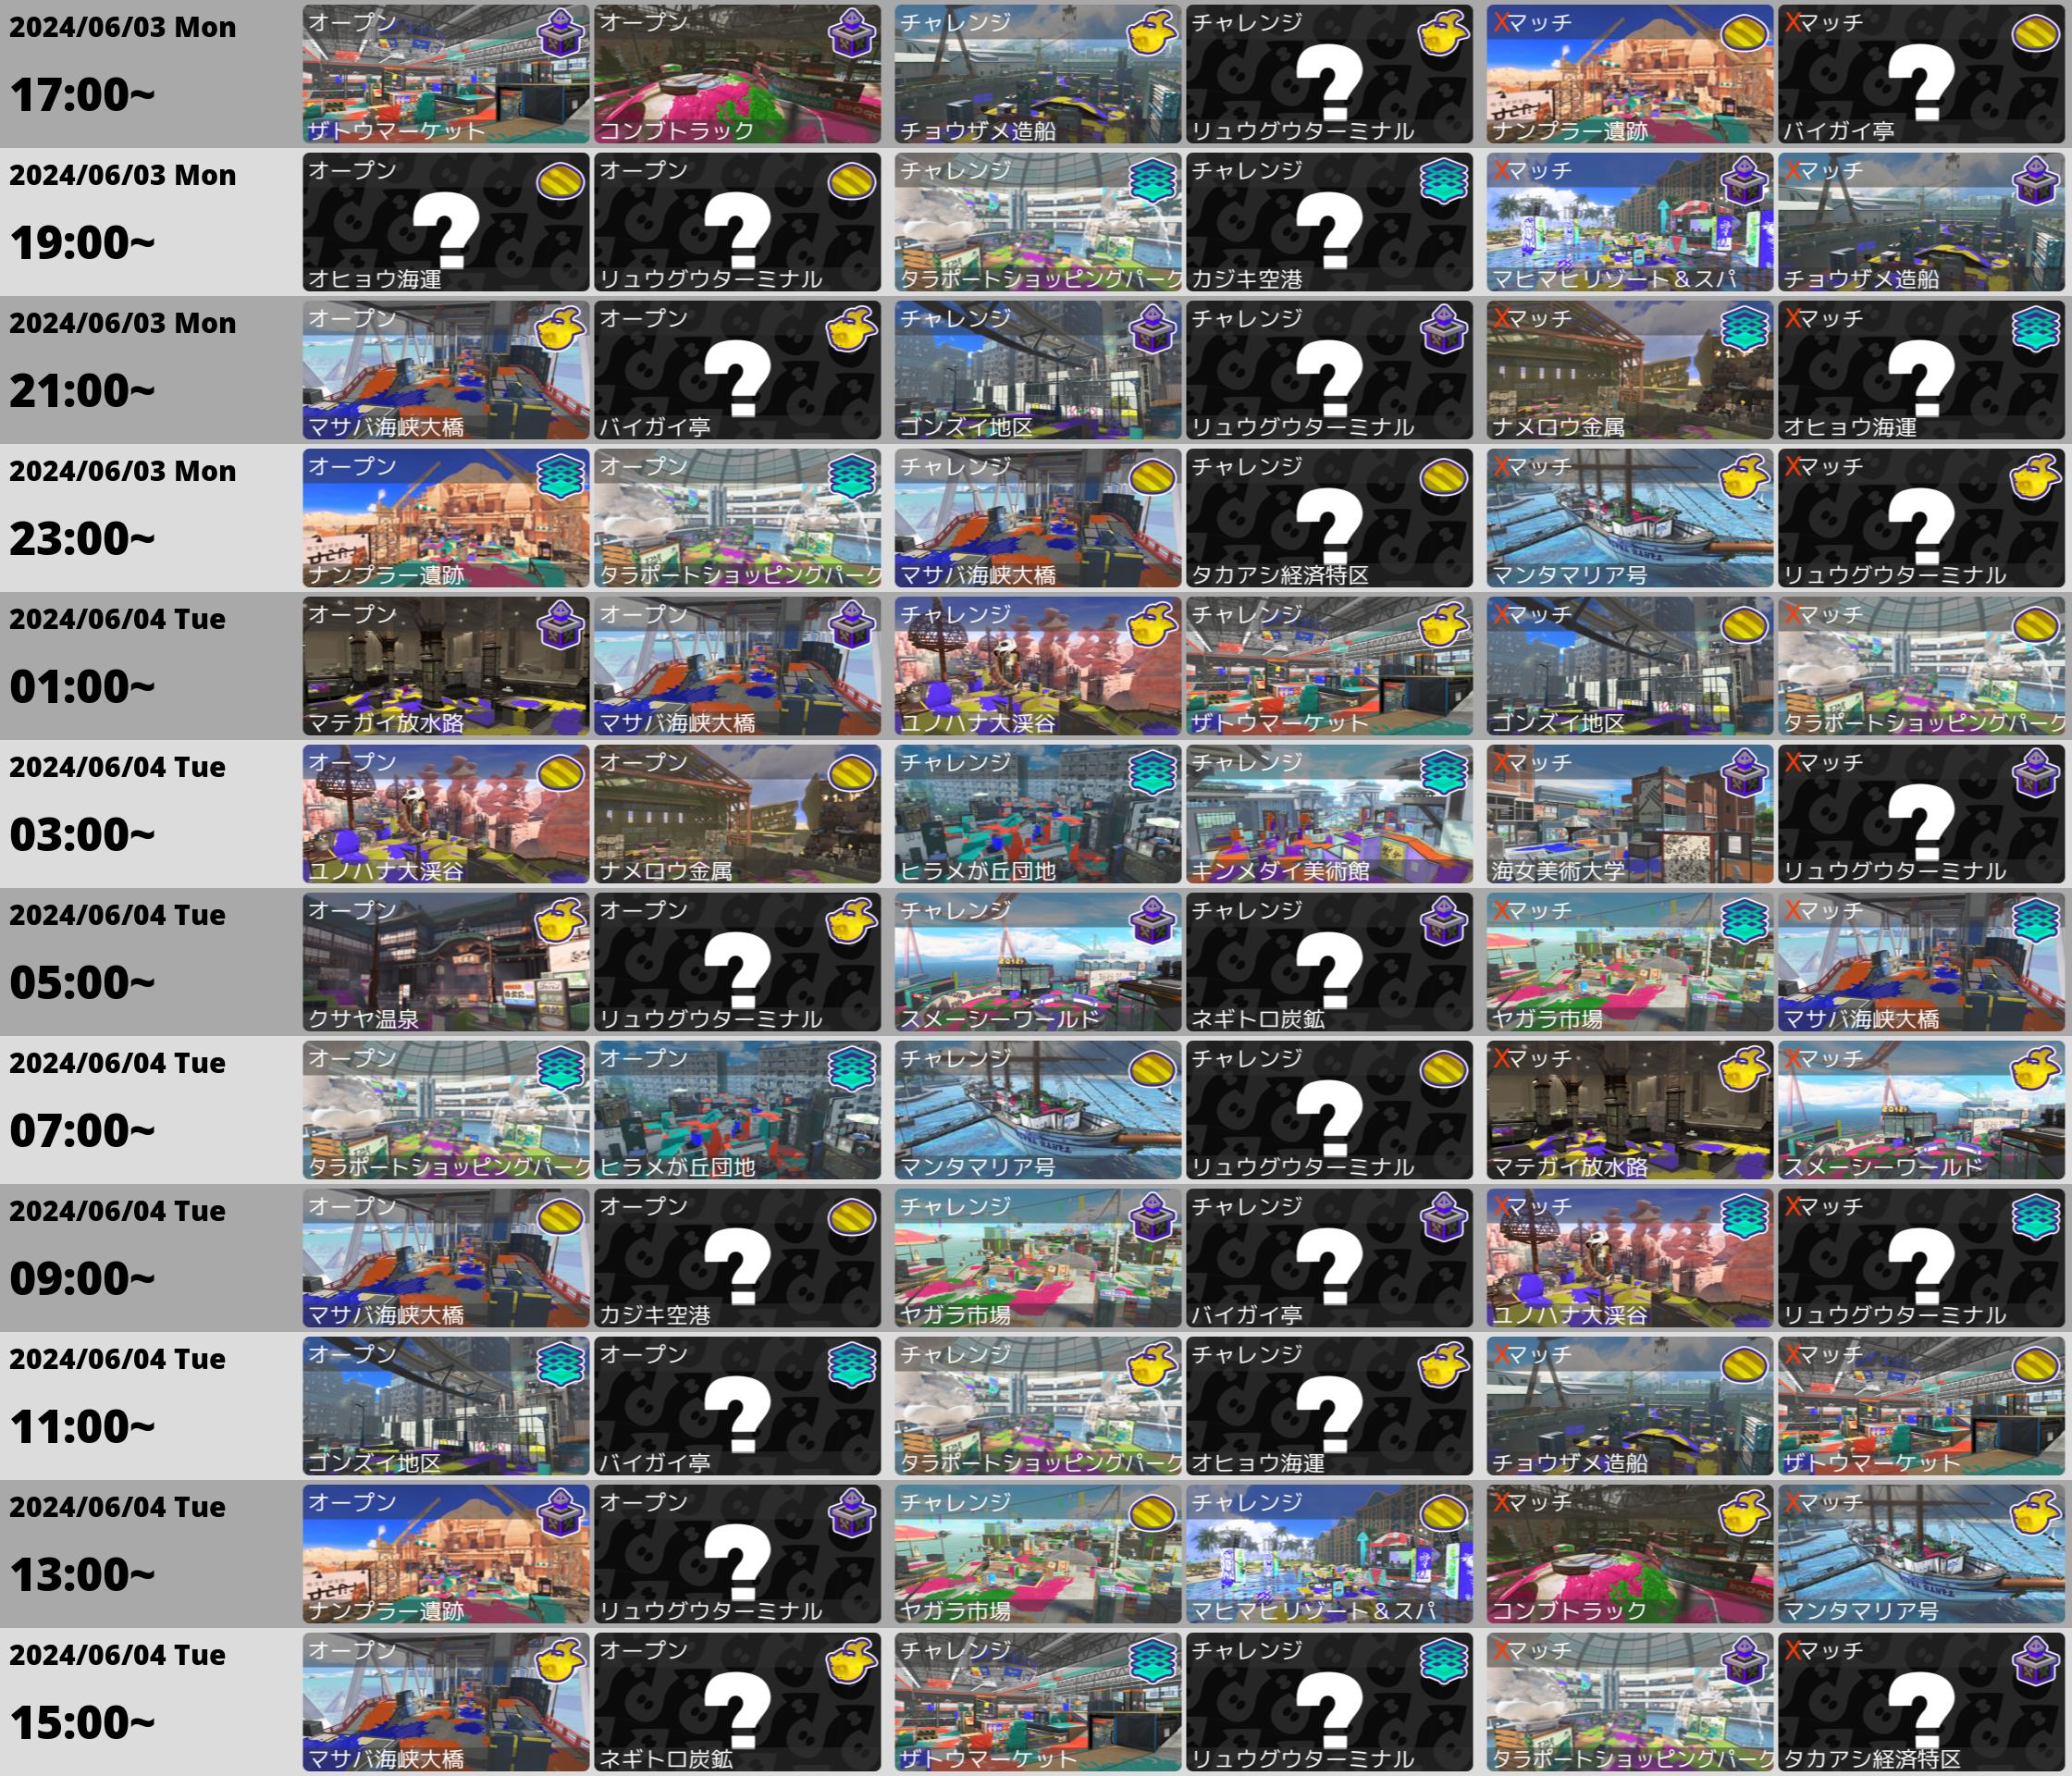 2024/06/03 Mon
17:00~
オープン
ザトウマーケット
オープン
コンブトラック
チャレンジ
チョウザメ造船
チャレンジ
?
リュウグウターミナル
Xマッチ
ナンプラー遺跡
Xマッチ
?
バイガイ亭
2024/06/03 Mon
19:00~
オープン
?
オヒョウ海運
オープン
?
リュウグウターミナル
チャレンジ
タラポートショッピングパーク
チャレンジ
?
カジキ空港
Xマッチ
マヒマヒリゾート＆スパ
Xマッチ
チョウザメ造船
2024/06/03 Mon
21:00~
オープン
マサバ海峡大橋
オープン
?
バイガイ亭
チャレンジ
ゴンズイ地区
チャレンジ
?
リュウグウターミナル
Xマッチ
ナメロウ金属
Xマッチ
?
オヒョウ海運
2024/06/03 Mon
23:00~
オープン
ナンプラー遺跡
オープン
タラポートショッピングパーク
チャレンジ
マサバ海峡大橋
チャレンジ
?
タカアシ経済特区
Xマッチ
マンタマリア号
Xマッチ
?
リュウグウターミナル
2024/06/04 Tue
01:00~
オープン
マテガイ放水路
オープン
マサバ海峡大橋
チャレンジ
ユノハナ大渓谷
チャレンジ
ザトウマーケット
Xマッチ
ゴンズイ地区
Xマッチ
タラポートショッピングパーク
2024/06/04 Tue
03:00~
オープン
ユノハナ大渓谷
オープン
ナメロウ金属
チャレンジ
ヒラメが丘団地
チャレンジ
キンメダイ美術館
Xマッチ
海女美術大学
Xマッチ
?
リュウグウターミナル
2024/06/04 Tue
05:00~
オープン
クサヤ温泉
オープン
?
リュウグウターミナル
チャレンジ
スメーシーワールド
チャレンジ
?
ネギトロ炭鉱
Xマッチ
ヤガラ市場
Xマッチ
マサバ海峡大橋
2024/06/04 Tue
07:00~
オープン
タラポートショッピングパーク
オープン
ヒラメが丘団地
チャレンジ
マンタマリア号
チャレンジ
?
リュウグウターミナル
Xマッチ
マテガイ放水路
Xマッチ
スメーシーワールド
2024/06/04 Tue
09:00~
オープン
マサバ海峡大橋
オープン
?
カジキ空港
チャレンジ
ヤガラ市場
チャレンジ
?
バイガイ亭
Xマッチ
ユノハナ大渓谷
Xマッチ
?
リュウグウターミナル
2024/06/04 Tue
11:00~
オープン
ゴンズイ地区
オープン
?
バイガイ亭
チャレンジ
タラポートショッピングパーク
チャレンジ
?
オヒョウ海運
Xマッチ
チョウザメ造船
Xマッチ
ザトウマーケット
2024/06/04 Tue
13:00~
オープン
ナンプラー遺跡
オープン
?
リュウグウターミナル
チャレンジ
ヤガラ市場
チャレンジ
マヒマヒリゾート＆スパ
Xマッチ
コンブトラック
Xマッチ
マンタマリア号
2024/06/04 Tue
15:00~
オープン
マサバ海峡大橋
オープン
?
ネギトロ炭鉱
チャレンジ
ザトウマーケット
チャレンジ
?
リュウグウターミナル
Xマッチ
タラポートショッピングパーク
Xマッチ
?
タカアシ経済特区